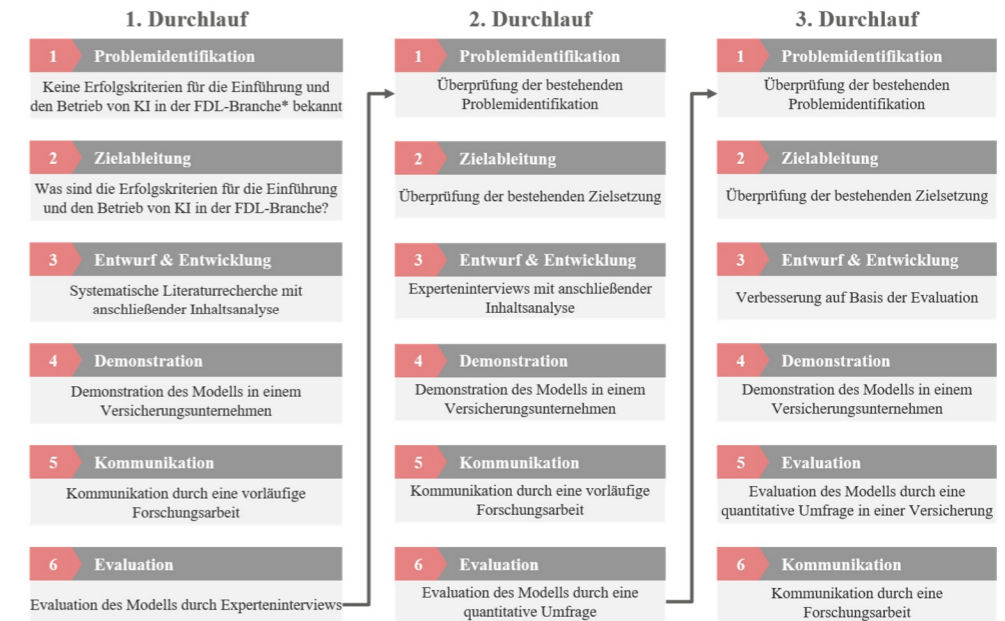 1. Durchlauf
1 Problemidentifikation
Keine Erfolgskriterien für die Einführung und
den Betrieb von KI in der FDL-Branche* bekannt
2 Zielableitung
Was sind die Erfolgskriterien für die Einführung
und den Betrieb von KI in der FDL-Branche?
3 Entwurf & Entwicklung
Systematische Literaturrecherche mit
anschließender Inhaltsanalyse
4 Demonstration
Demonstration des Modells in einem
Versicherungsunternehmen
5 Kommunikation
Kommunikation durch eine vorläufige
Forschungsarbeit
6 Evaluation
Evaluation des Modells durch Experteninterviews
2. Durchlauf
1 Problemidentifikation
Überprüfung der bestehenden
Problemidentifikation
2 Zielableitung
Überprüfung der bestehenden Zielsetzung
3 Entwurf & Entwicklung
Experteninterviews mit anschließender
Inhaltsanalyse
4 Demonstration
Demonstration des Modells in einem
Versicherungsunternehmen
5 Kommunikation
Kommunikation durch eine vorläufige
Forschungsarbeit
6 Evaluation
Evaluation des Modells durch eine
quantitative Umfrage
3. Durchlauf
1 Problemidentifikation
Überprüfung der bestehenden
Problemidentifikation
2 Zielableitung
Überprüfung der bestehenden Zielsetzung
3 Entwurf & Entwicklung
Verbesserung auf Basis der Evaluation
4 Demonstration
Demonstration des Modells in einem
Versicherungsunternehmen
5 Evaluation
Evaluation des Modells durch eine
quantitative Umfrage in einer Versicherung
6 Kommunikation
Kommunikation durch eine
Forschungsarbeit